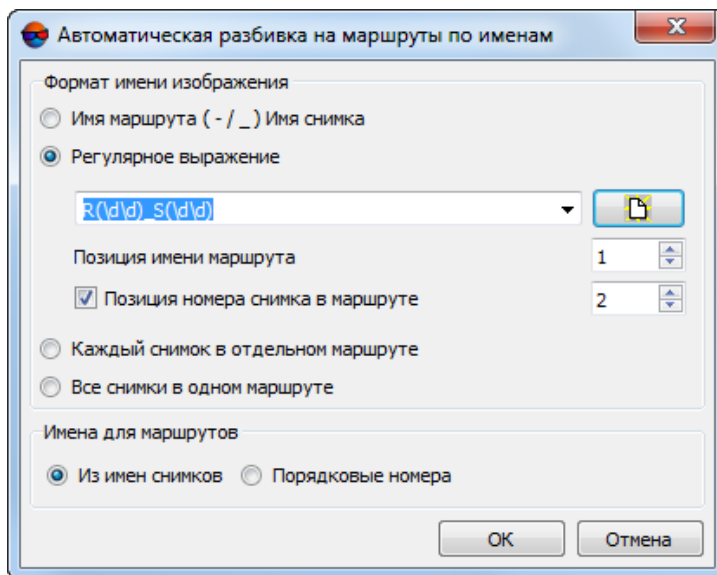 Автоматическая разбивка на маршруты по именам
Формат имени изображения
Имя маршрута ( - / _ ) Имя снимка
Регулярное выражение
R(\d\d)_S(\d\d)
Позиция имени маршрута 1
Позиция номера снимка в маршруте 2
Каждый снимок в отдельном маршруте
Все снимки в одном маршруте
Имена для маршрутов
Из имен снимков Порядковые номера
OK Отмена